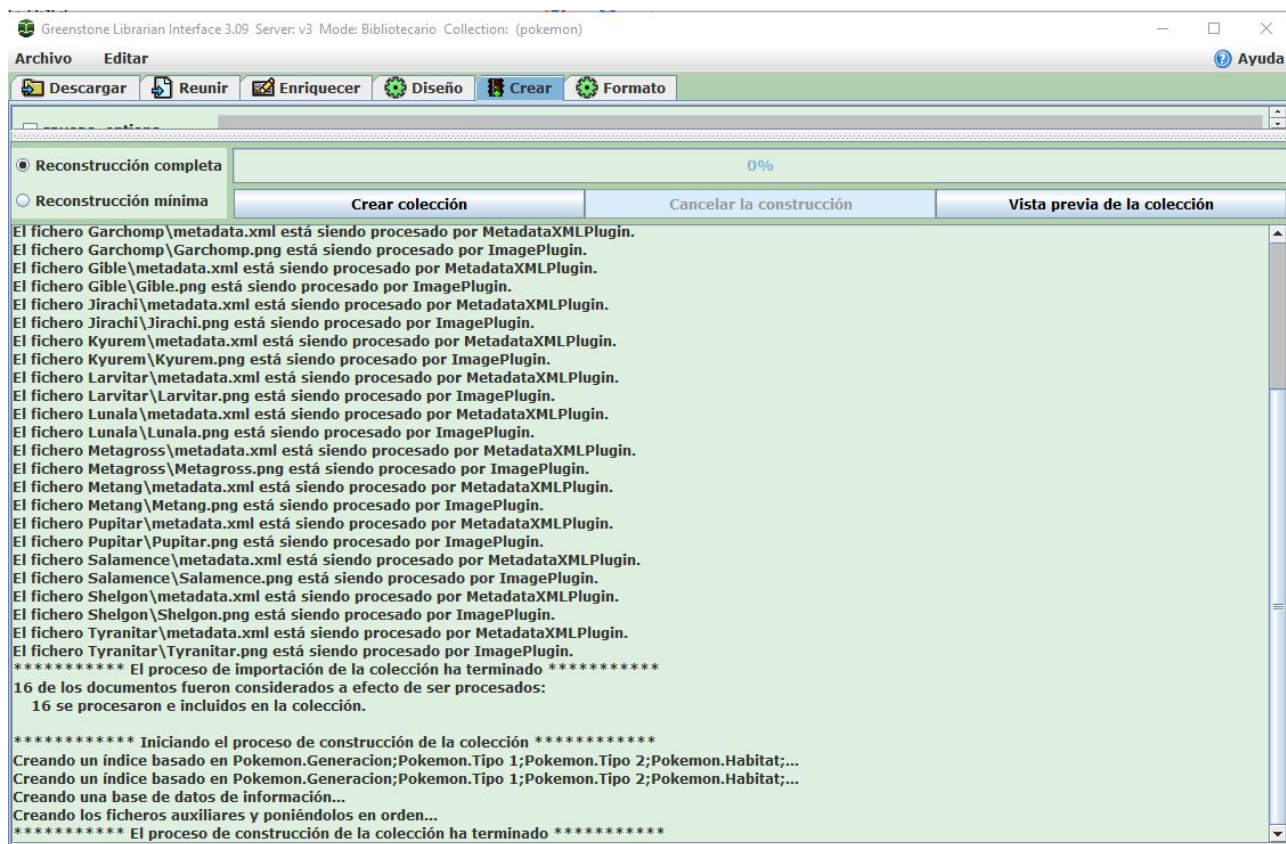 Greenstone Librarian Interface 3.09 Server: v3 Mode: Bibliotecario Collection: (pokemon)
Archivo Editar Ayuda
Descargar Reunir Enriquecer Diseño Crear Formato
Reconstrucción completa 0%
Reconstrucción mínima Crear colección Cancelar la construcción Vista previa de la colección
El fichero Garchomp\metadata.xml está siendo procesado por MetadataXMLPlugin.
El fichero Garchomp\Garchomp.png está siendo procesado por ImagePlugin.
El fichero Gible\metadata.xml está siendo procesado por MetadataXMLPlugin.
El fichero Gible\Gible.png está siendo procesado por ImagePlugin.
El fichero Jirachi\metadata.xml está siendo procesado por MetadataXMLPlugin.
El fichero Jirachi\Jirachi.png está siendo procesado por ImagePlugin.
El fichero Kyurem\metadata.xml está siendo procesado por MetadataXMLPlugin.
El fichero Kyurem\Kyurem.png está siendo procesado por ImagePlugin.
El fichero Larvitar\metadata.xml está siendo procesado por MetadataXMLPlugin.
El fichero Larvitar\Larvitar.png está siendo procesado por ImagePlugin.
El fichero Lunala\metadata.xml está siendo procesado por MetadataXMLPlugin.
El fichero Lunala\Lunala.png está siendo procesado por ImagePlugin.
El fichero Metagross\metadata.xml está siendo procesado por MetadataXMLPlugin.
El fichero Metagross\Metagross.png está siendo procesado por ImagePlugin.
El fichero Metang\metadata.xml está siendo procesado por MetadataXMLPlugin.
El fichero Metang\Metang.png está siendo procesado por ImagePlugin.
El fichero Pupitar\metadata.xml está siendo procesado por MetadataXMLPlugin.
El fichero Pupitar\Pupitar.png está siendo procesado por ImagePlugin.
El fichero Salamence\metadata.xml está siendo procesado por MetadataXMLPlugin.
El fichero Salamence\Salamence.png está siendo procesado por ImagePlugin.
El fichero Shelgon\metadata.xml está siendo procesado por MetadataXMLPlugin.
El fichero Shelgon\Shelgon.png está siendo procesado por ImagePlugin.
El fichero Tyranitar\metadata.xml está siendo procesado por MetadataXMLPlugin.
El fichero Tyranitar\Tyranitar.png está siendo procesado por ImagePlugin.
*********** El proceso de importación de la colección ha terminado ***********
16 de los documentos fueron considerados a efecto de ser procesados:
16 se procesaron e incluidos en la colección.
************ Iniciando el proceso de construcción de la colección ************
Creando un índice basado en Pokemon.Generacion;Pokemon.Tipo 1;Pokemon.Tipo 2;Pokemon.Habitat;...
Creando un índice basado en Pokemon.Generacion;Pokemon.Tipo 1;Pokemon.Tipo 2;Pokemon.Habitat;...
Creando una base de datos de información...
Creando los ficheros auxiliares y poniéndolos en orden...
*********** El proceso de construcción de la colección ha terminado ***********